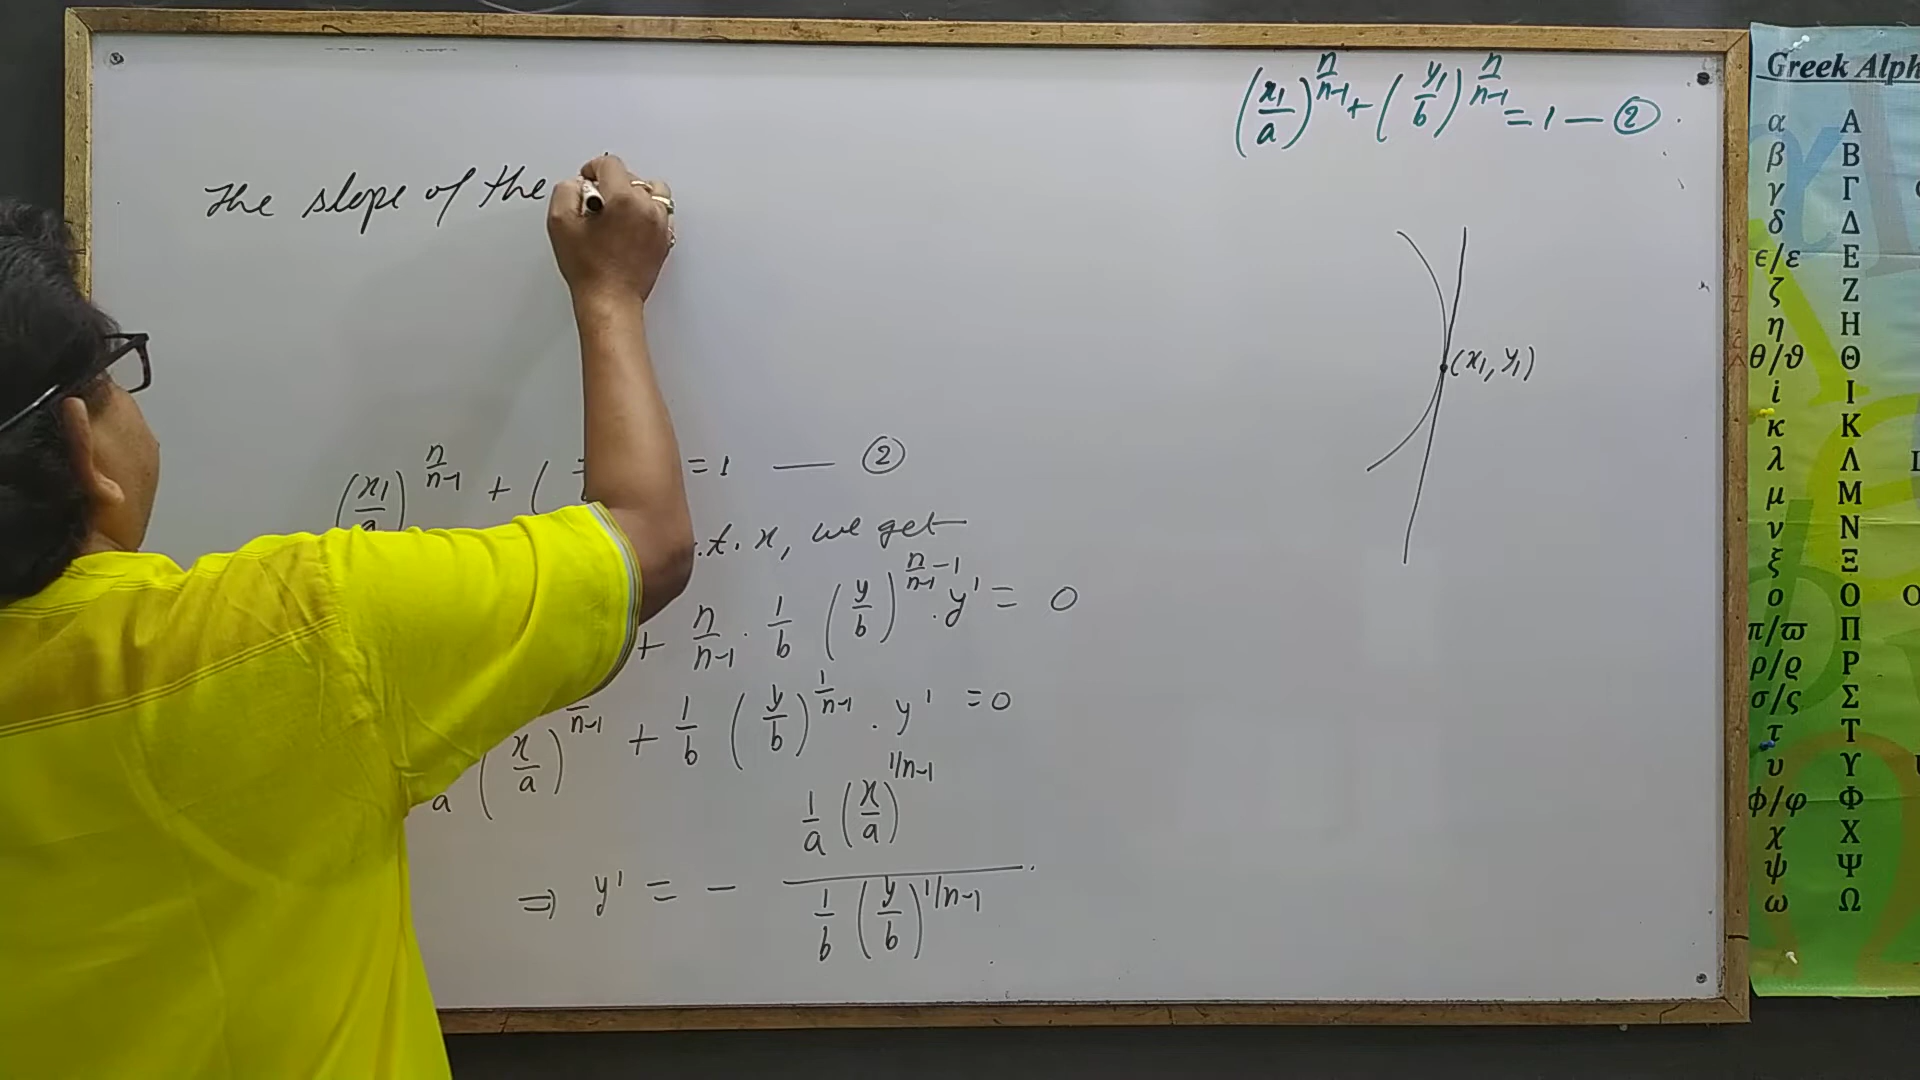 (x₁/a)^(n/n-1) + (y₁/b)^(n/n-1) = 1 — ②
The slope of the
(x₁, y₁)
(x₁/a)^(n/n-1) + ( = 1 — ②
.t. x, we get
+ n/n-1 · 1/b (y/b)^(n/n-1 - 1) · y' = 0
a (x/a)^(n-1) + 1/b (y/b)^(1/n-1) · y' = 0
⇒ y' = - 1/a (x/a)^(1/n-1) / 1/b (y/b)^(1/n-1) .
Greek Alph
α Α
β Β
γ Γ
δ Δ
ϵ/ε Ε
ζ Ζ
η Η
θ/ϑ Θ
i Ι
κ Κ
λ Λ
μ Μ
ν Ν
ξ Ξ
ο Ο
π/ϖ Π
ρ/ϱ Ρ
σ/ς Σ
τ Τ
υ Υ
ϕ/φ Φ
χ Χ
ψ Ψ
ω Ω